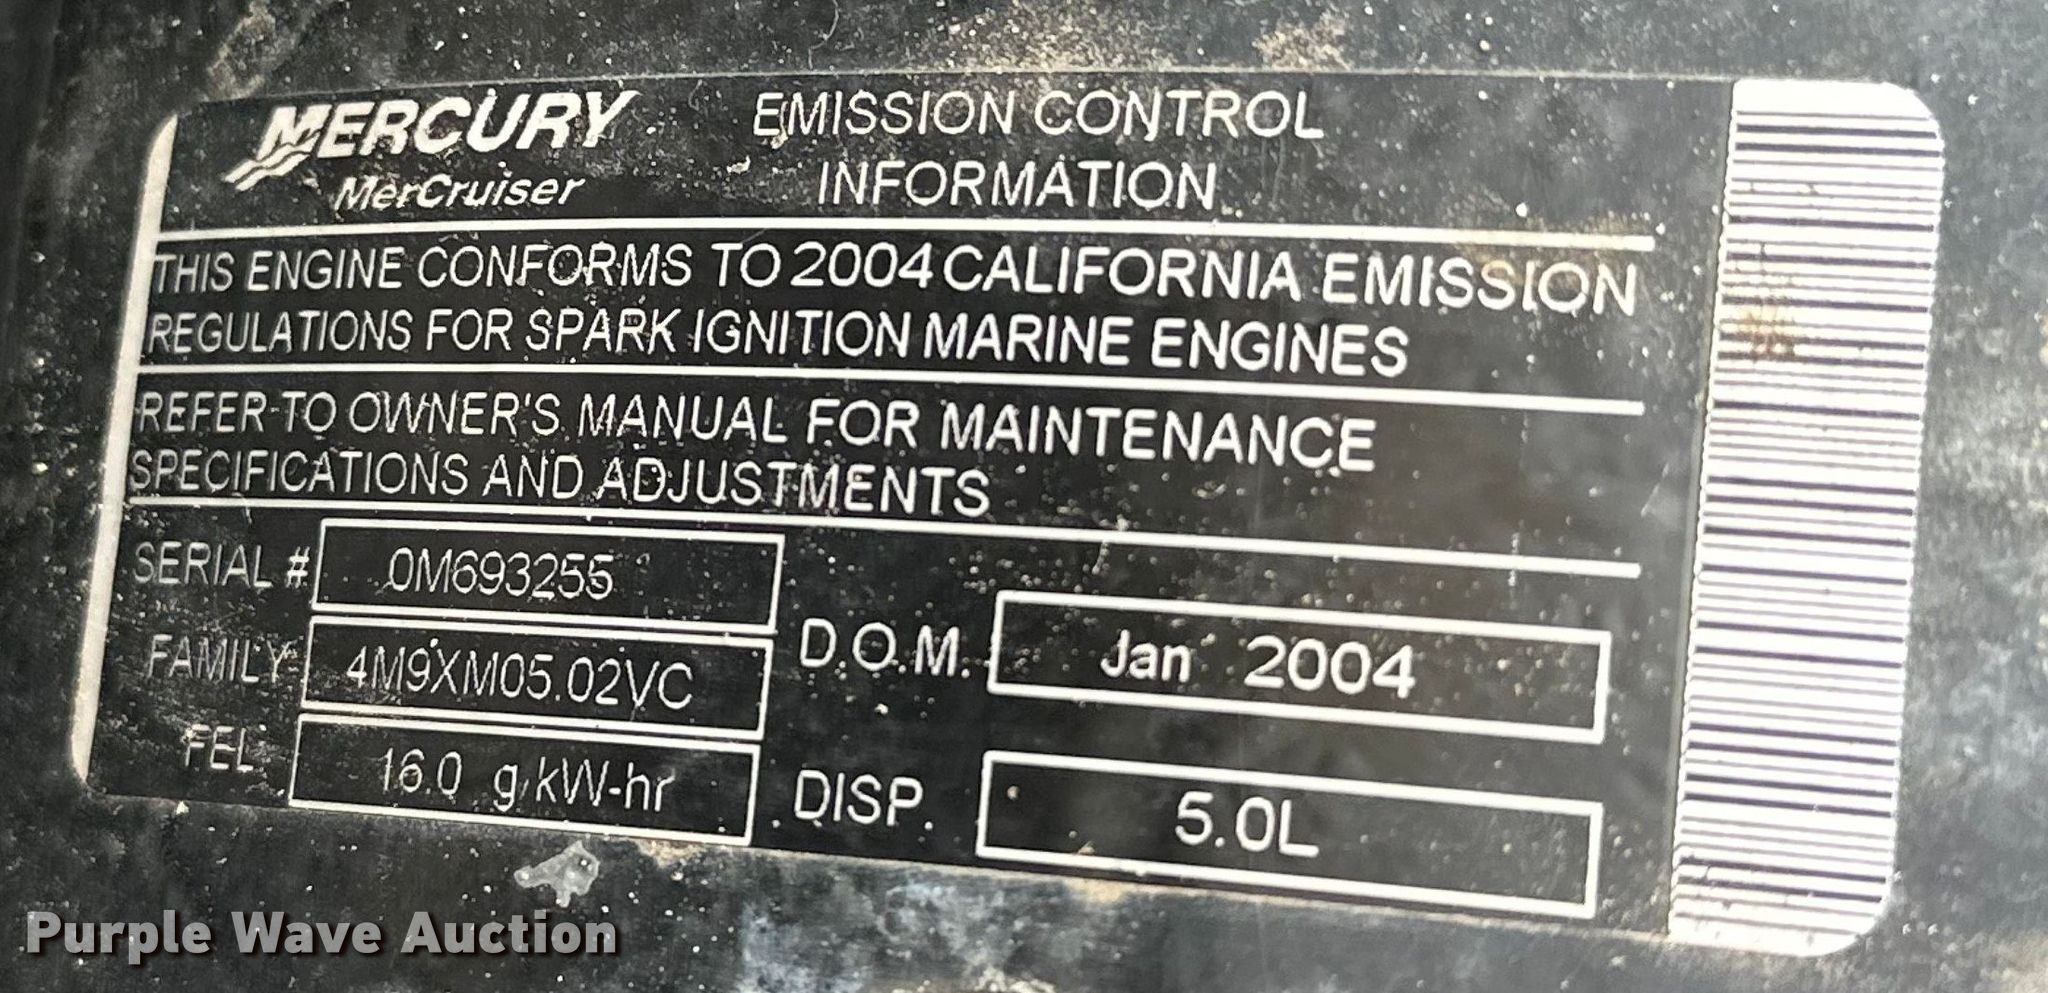 MERCURY
MerCruiser
EMISSION CONTROL
INFORMATION
THIS ENGINE CONFORMS TO 2004 CALIFORNIA EMISSION
REGULATIONS FOR SPARK IGNITION MARINE ENGINES
REFER TO OWNER'S MANUAL FOR MAINTENANCE
SPECIFICATIONS AND ADJUSTMENTS
SERIAL # 0M693255
FAMILY 4M9XM05.02VC
D.O.M. Jan 2004
FEL 16.0 g/kW-hr
DISP. 5.0L
Purple Wave Auction